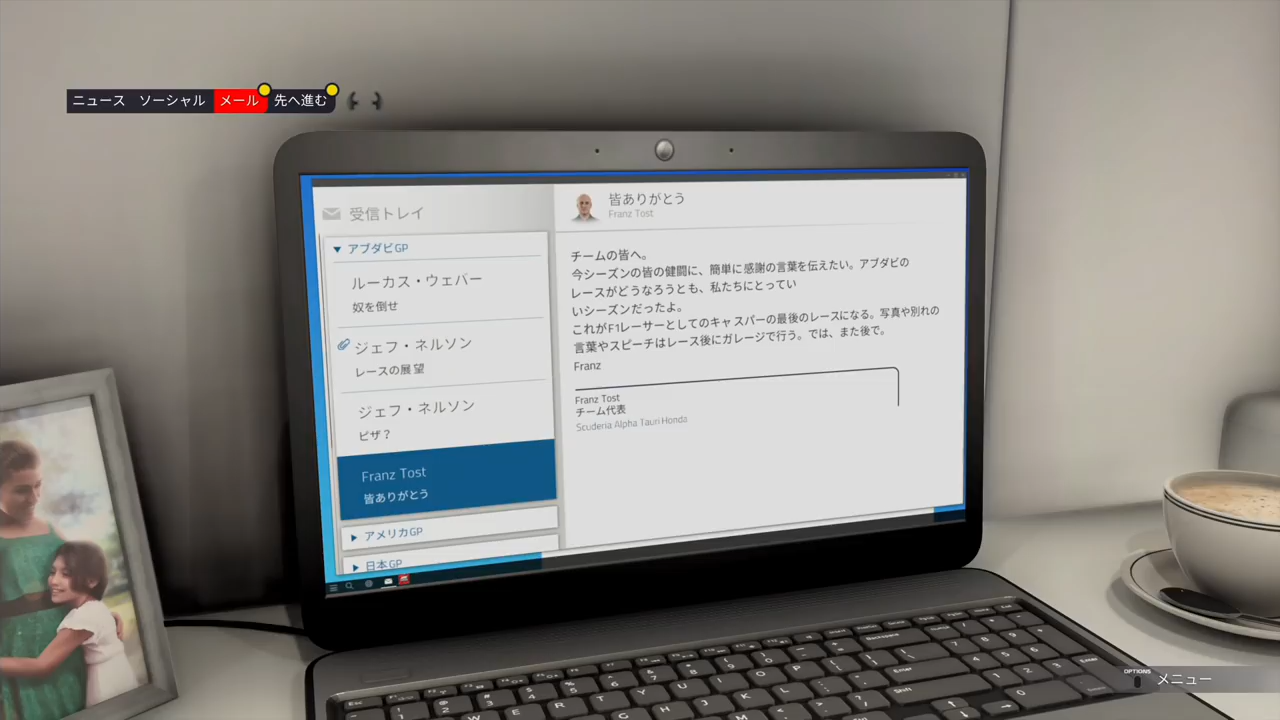 ニュース ソーシャル メール 先へ進む
受信トレイ
アブダビGP
ルーカス・ウェバー
奴を倒せ
ジェフ・ネルソン
レースの展望
ジェフ・ネルソン
ピザ？
Franz Tost
皆ありがとう
アメリカGP
日本GP
皆ありがとう
Franz Tost
チームの皆へ。
今シーズンの皆の健闘に、簡単に感謝の言葉を伝えたい。アブダビの
レースがどうなろうとも、私たちにとってい
いシーズンだったよ。
これがF1レーサーとしてのキャスパーの最後のレースになる。写真や別れの
言葉やスピーチはレース後にガレージで行う。では、また後で。
Franz
Franz Tost
チーム代表
Scuderia Alpha Tauri Honda
OPTIONS
メニュー